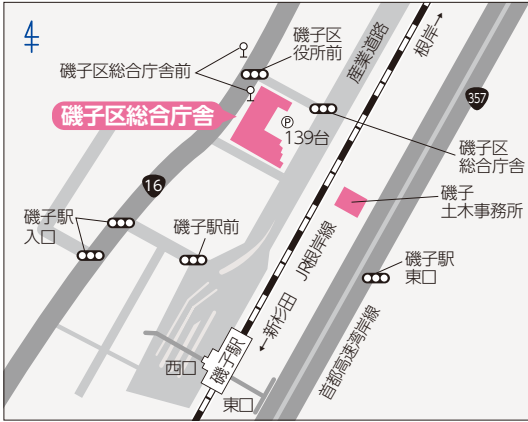 磯子区
役所前
磯子区総合庁舎前
産業道路
根岸
357
磯子区総合庁舎
P
139台
磯子区
総合庁舎
16
磯子
土木事務所
磯子駅
入口
磯子駅前
JR根岸線
磯子駅
東口
新杉田
首都高速湾岸線
西口
磯子駅
東口